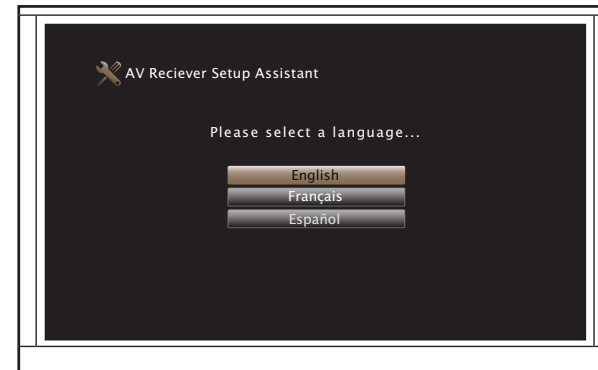 AV Reciever Setup Assistant
Please select a language...
English
Français
Español